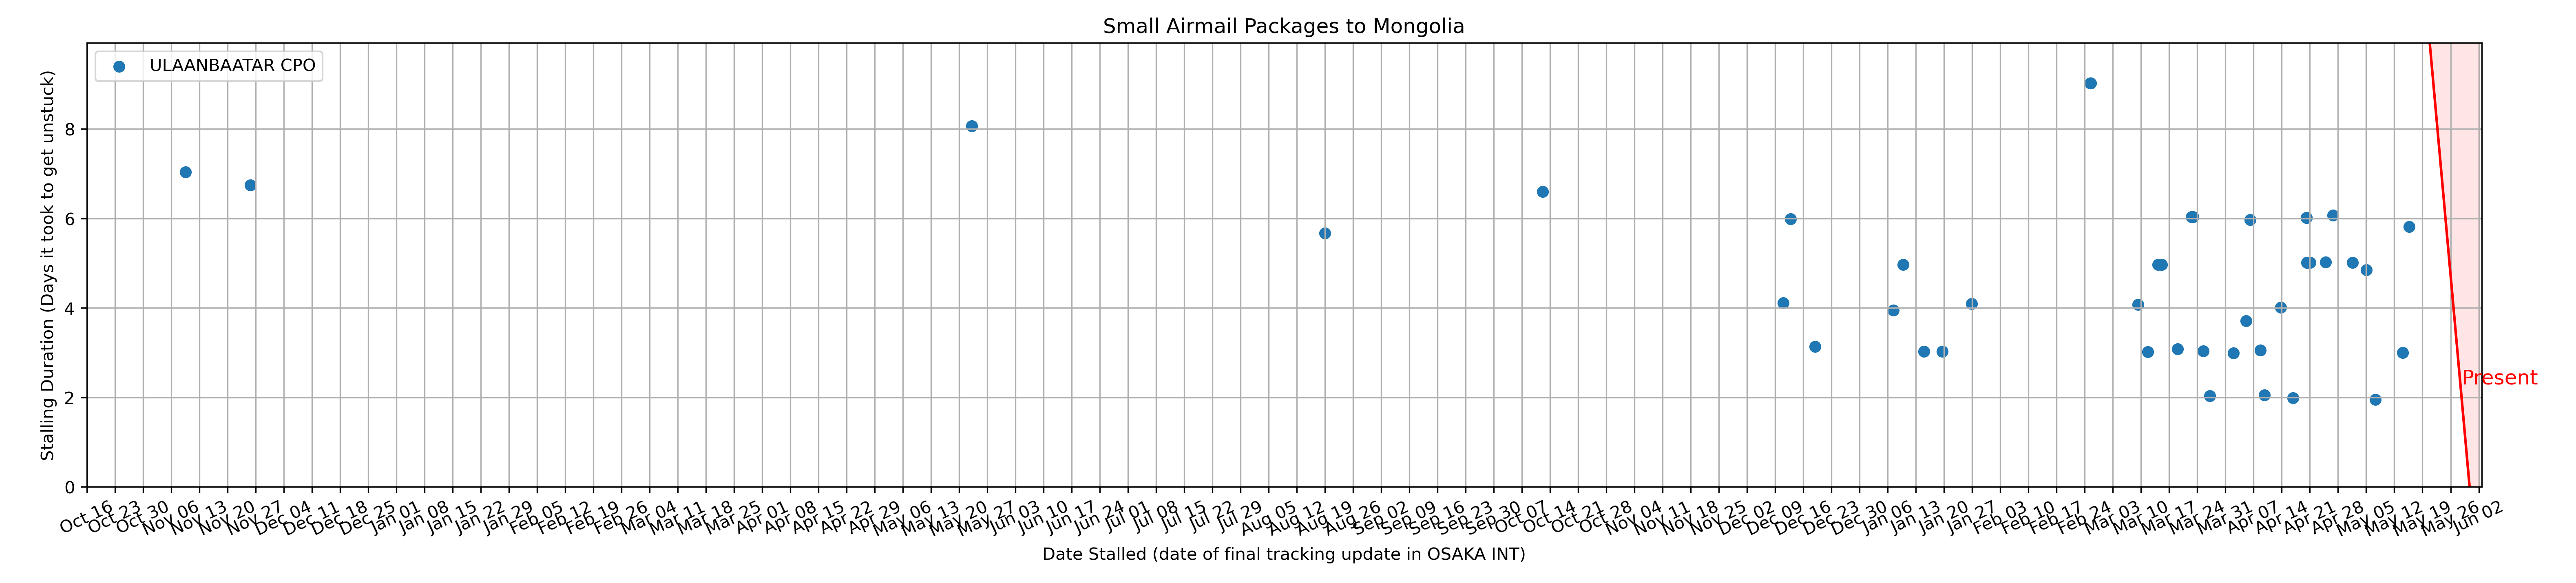 Small Airmail Packages to Mongolia
ULAANBAATAR CPO
Stalling Duration (Days it took to get unstuck)
8
6
4
2
0
Present
Oct 16
Oct 23
Oct 30
Nov 06
Nov 13
Nov 20
Nov 27
Dec 04
Dec 11
Dec 18
Dec 25
Jan 01
Jan 08
Jan 15
Jan 22
Jan 29
Feb 05
Feb 12
Feb 19
Feb 26
Mar 04
Mar 11
Mar 18
Mar 25
Apr 01
Apr 08
Apr 15
Apr 22
Apr 29
May 06
May 13
May 20
May 27
Jun 03
Jun 10
Jun 17
Jun 24
Jul 01
Jul 08
Jul 15
Jul 22
Jul 29
Aug 05
Aug 12
Aug 19
Aug 26
Sep 02
Sep 09
Sep 16
Sep 23
Sep 30
Oct 07
Oct 14
Oct 21
Oct 28
Nov 04
Nov 11
Nov 18
Nov 25
Dec 02
Dec 09
Dec 16
Dec 23
Dec 30
Jan 06
Jan 13
Jan 20
Jan 27
Feb 03
Feb 10
Feb 17
Feb 24
Mar 03
Mar 10
Mar 17
Mar 24
Mar 31
Apr 07
Apr 14
Apr 21
Apr 28
May 05
May 12
May 19
May 26
Jun 02
Date Stalled (date of final tracking update in OSAKA INT)